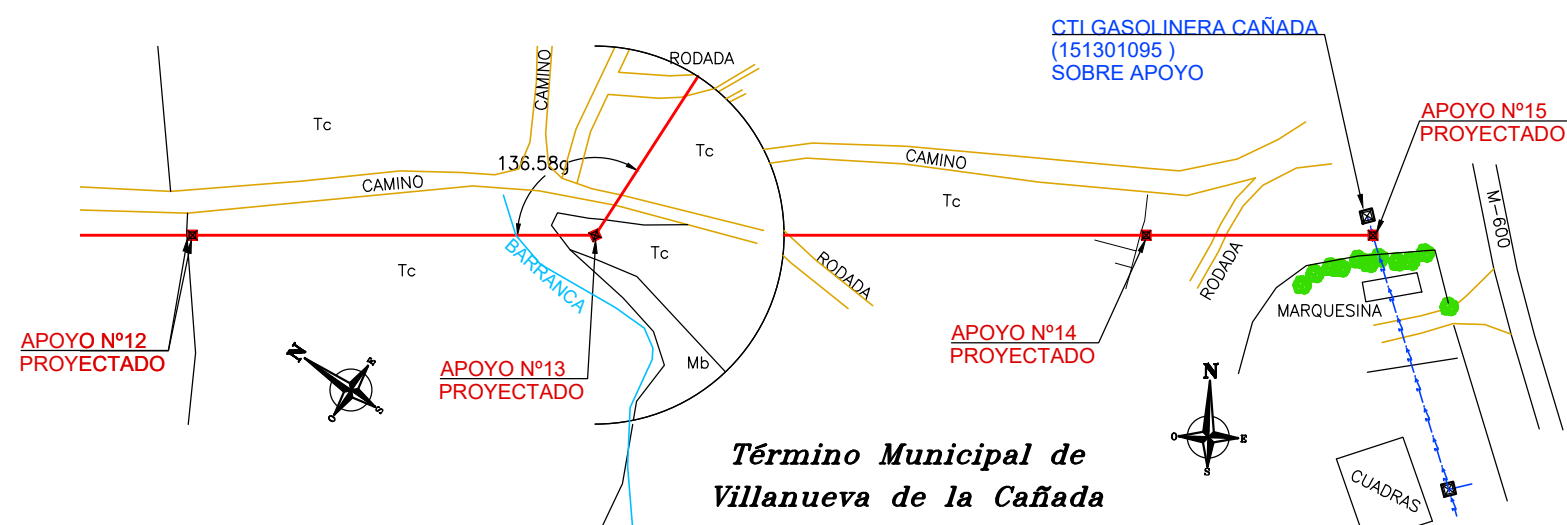 CTI GASOLINERA CAÑADA
(151301095 )
SOBRE APOYO
RODADA
CAMINO
APOYO Nº15
PROYECTADO
Tc
Tc
136.58g
CAMINO
CAMINO
Tc
M-600
Tc
Tc
BARRANCA
RODADA
RODADA
MARQUESINA
APOYO Nº12
PROYECTADO
APOYO Nº13
PROYECTADO
APOYO Nº14
PROYECTADO
Mb
N
E
S
O
N
E
S
O
Término Municipal de
Villanueva de la Cañada
CUADRAS